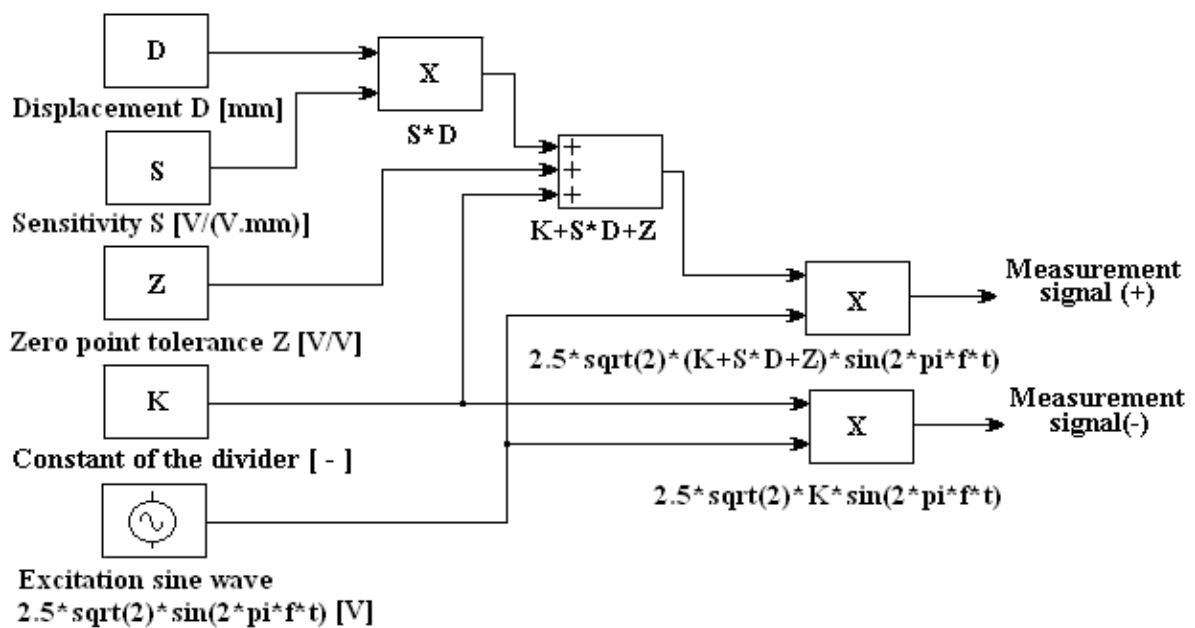 D
Displacement D [mm]
X
S*D
S
Sensitivity S [V/(V.mm)]
+
+
+
K+S*D+Z
Z
Zero point tolerance Z [V/V]
X
2.5*sqrt(2)*(K+S*D+Z)*sin(2*pi*f*t)
Measurement
signal (+)
K
Constant of the divider [ - ]
X
2.5*sqrt(2)*K*sin(2*pi*f*t)
Measurement
signal(-)
Excitation sine wave
2.5*sqrt(2)*sin(2*pi*f*t) [V]